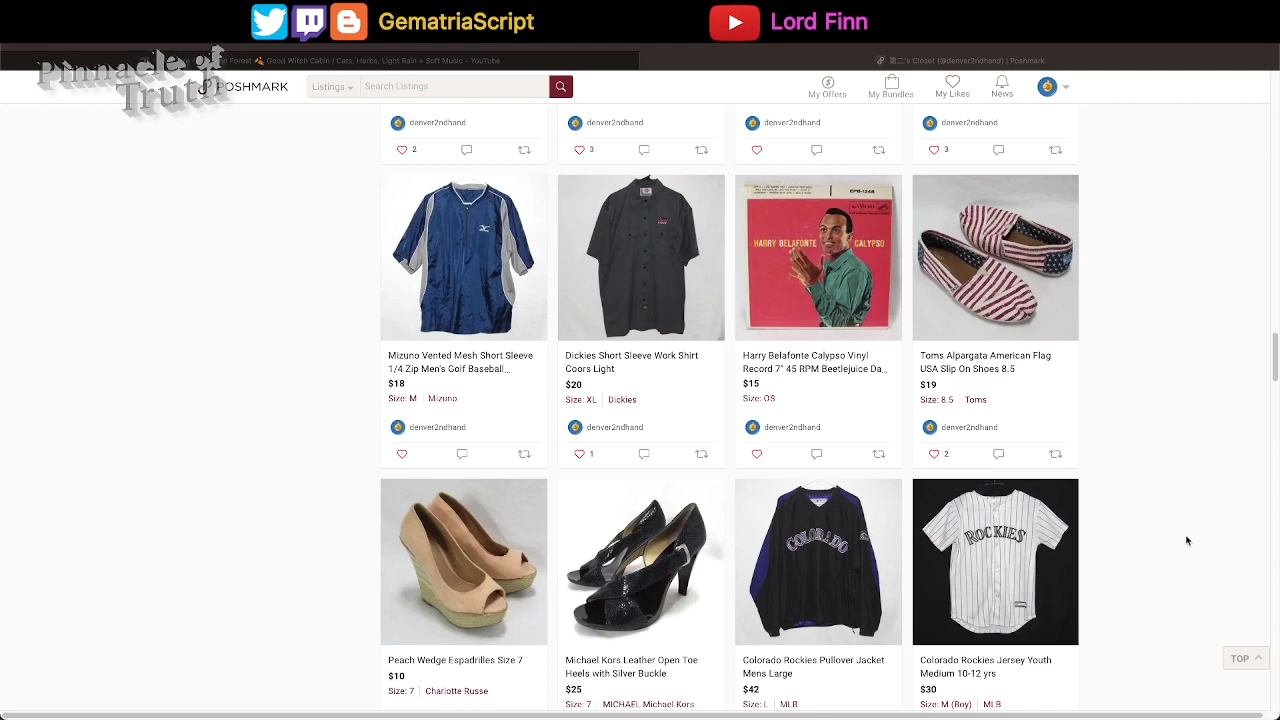 GematriaScript
Lord Finn
n Forest 🍂 Good Witch Cabin / Cats, Herbs, Light Rain + Soft Music - YouTube
第二's Closet (@denver2ndhand) | Poshmark
Pinnacle of
Truth
POSHMARK
Listings
Search Listings
My Offers
My Bundles
My Likes
News
denver2ndhand
denver2ndhand
denver2ndhand
denver2ndhand
2
3
3
EPB-1248
RCA VICTOR
HARRY BELAFONTE CALYPSO
Mizuno Vented Mesh Short Sleeve
1/4 Zip Men's Golf Baseball...
$18
Size: M | Mizuno
Dickies Short Sleeve Work Shirt
Coors Light
$20
Size: XL | Dickies
Harry Belafonte Calypso Vinyl
Record 7" 45 RPM Beetlejuice Da...
$15
Size: OS
Toms Alpargata American Flag
USA Slip On Shoes 8.5
$19
Size: 8.5 | Toms
denver2ndhand
denver2ndhand
denver2ndhand
denver2ndhand
1
2
COLORADO
ROCKIES
Peach Wedge Espadrilles Size 7
$10
Size: 7 | Charlotte Russe
Michael Kors Leather Open Toe
Heels with Silver Buckle
$25
Size: 7 | MICHAEL Michael Kors
Colorado Rockies Pullover Jacket
Mens Large
$42
Size: L | MLB
Colorado Rockies Jersey Youth
Medium 10-12 yrs
$30
Size: M (Boy) | MLB
TOP